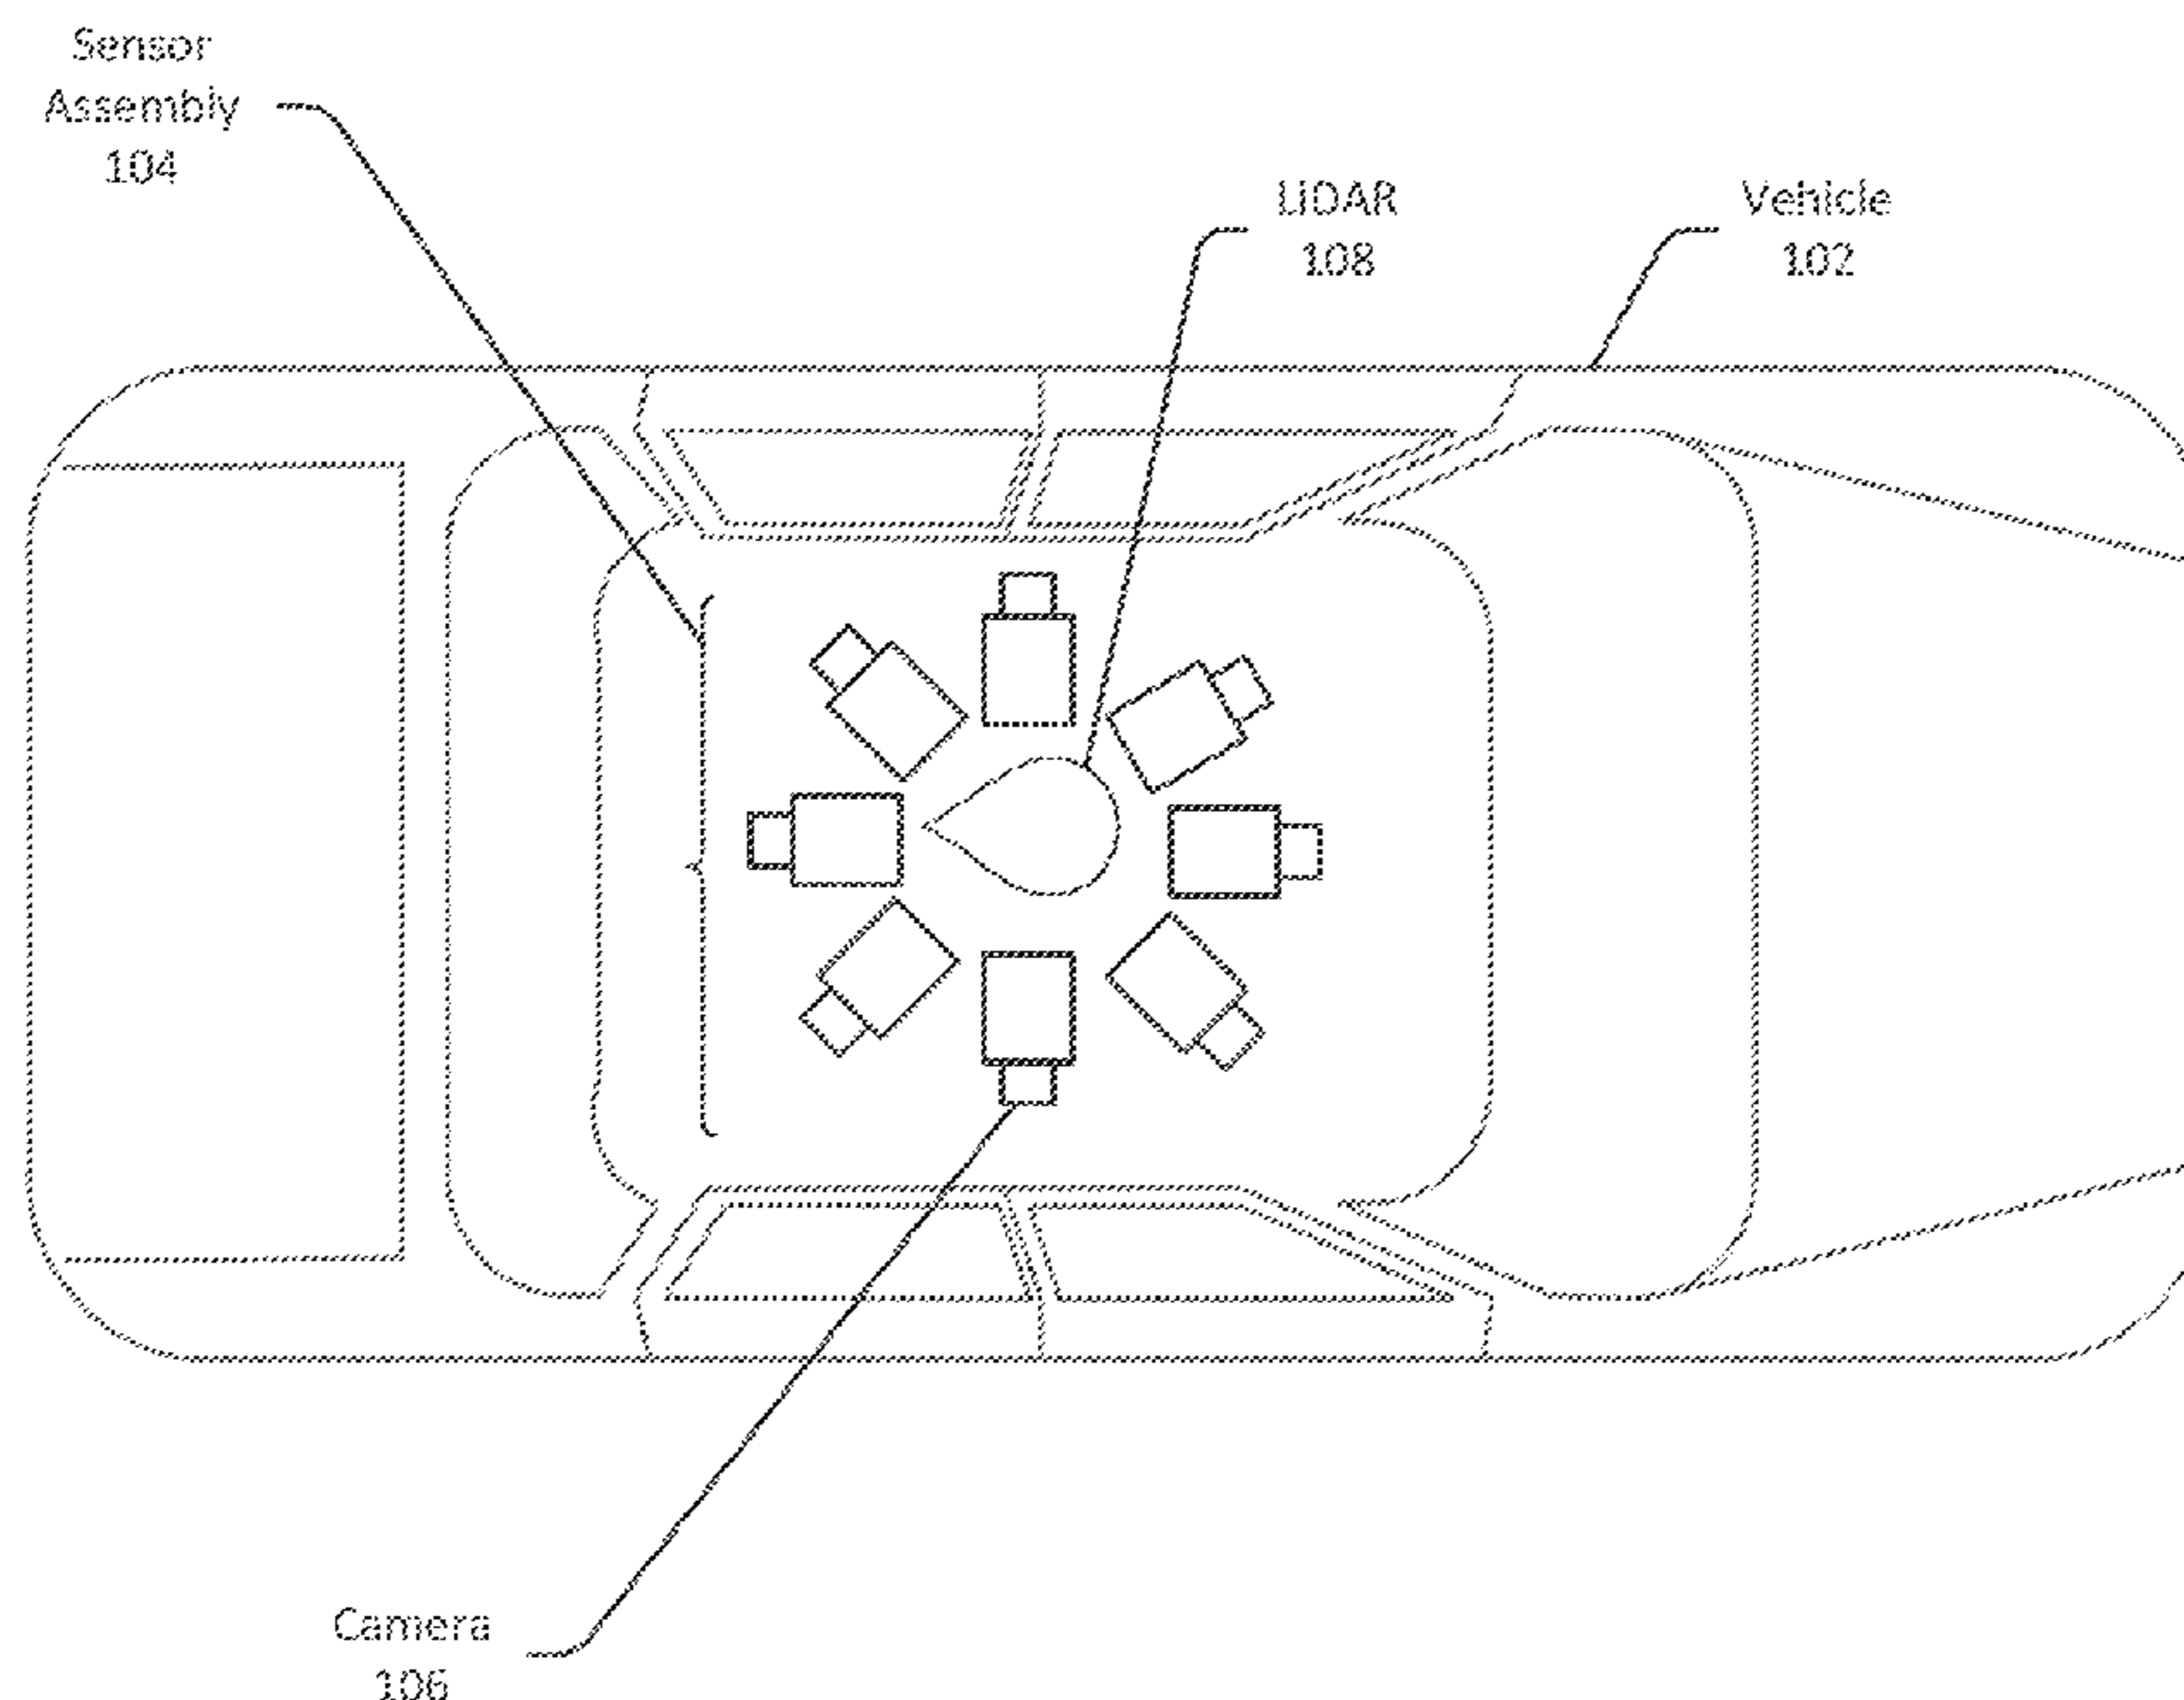 Sensor
Assembly
104
LIDAR
108
Vehicle
102
Camera
106